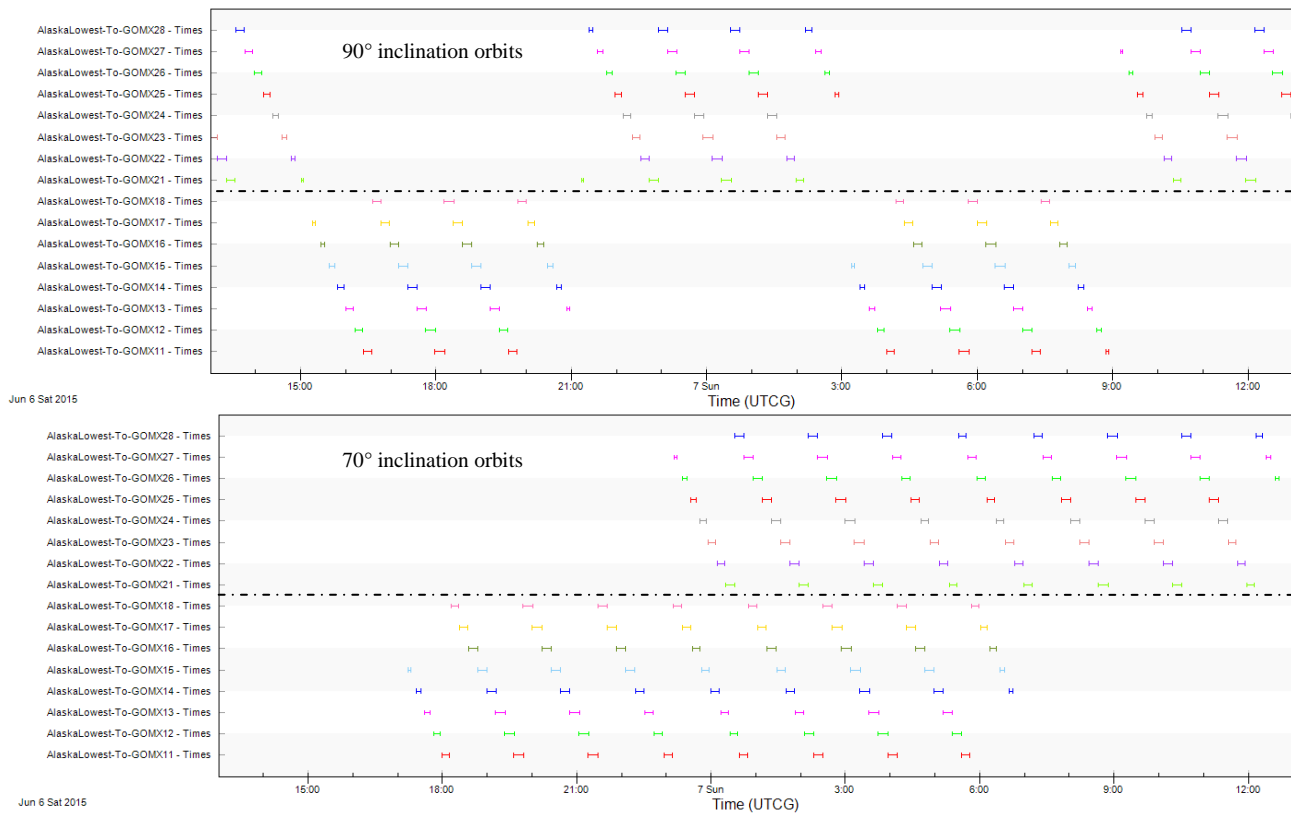 AlaskaLowest-To-GOMX28 - Times
90° inclination orbits
AlaskaLowest-To-GOMX27 - Times
AlaskaLowest-To-GOMX26 - Times
AlaskaLowest-To-GOMX25 - Times
AlaskaLowest-To-GOMX24 - Times
AlaskaLowest-To-GOMX23 - Times
AlaskaLowest-To-GOMX22 - Times
AlaskaLowest-To-GOMX21 - Times
AlaskaLowest-To-GOMX18 - Times
AlaskaLowest-To-GOMX17 - Times
AlaskaLowest-To-GOMX16 - Times
AlaskaLowest-To-GOMX15 - Times
AlaskaLowest-To-GOMX14 - Times
AlaskaLowest-To-GOMX13 - Times
AlaskaLowest-To-GOMX12 - Times
AlaskaLowest-To-GOMX11 - Times
15:00 18:00 21:00 7 Sun 3:00 6:00 9:00 12:00
Jun 6 Sat 2015
Time (UTCG)
AlaskaLowest-To-GOMX28 - Times
70° inclination orbits
AlaskaLowest-To-GOMX27 - Times
AlaskaLowest-To-GOMX26 - Times
AlaskaLowest-To-GOMX25 - Times
AlaskaLowest-To-GOMX24 - Times
AlaskaLowest-To-GOMX23 - Times
AlaskaLowest-To-GOMX22 - Times
AlaskaLowest-To-GOMX21 - Times
AlaskaLowest-To-GOMX18 - Times
AlaskaLowest-To-GOMX17 - Times
AlaskaLowest-To-GOMX16 - Times
AlaskaLowest-To-GOMX15 - Times
AlaskaLowest-To-GOMX14 - Times
AlaskaLowest-To-GOMX13 - Times
AlaskaLowest-To-GOMX12 - Times
AlaskaLowest-To-GOMX11 - Times
15:00 18:00 21:00 7 Sun 3:00 6:00 9:00 12:00
Jun 6 Sat 2015
Time (UTCG)